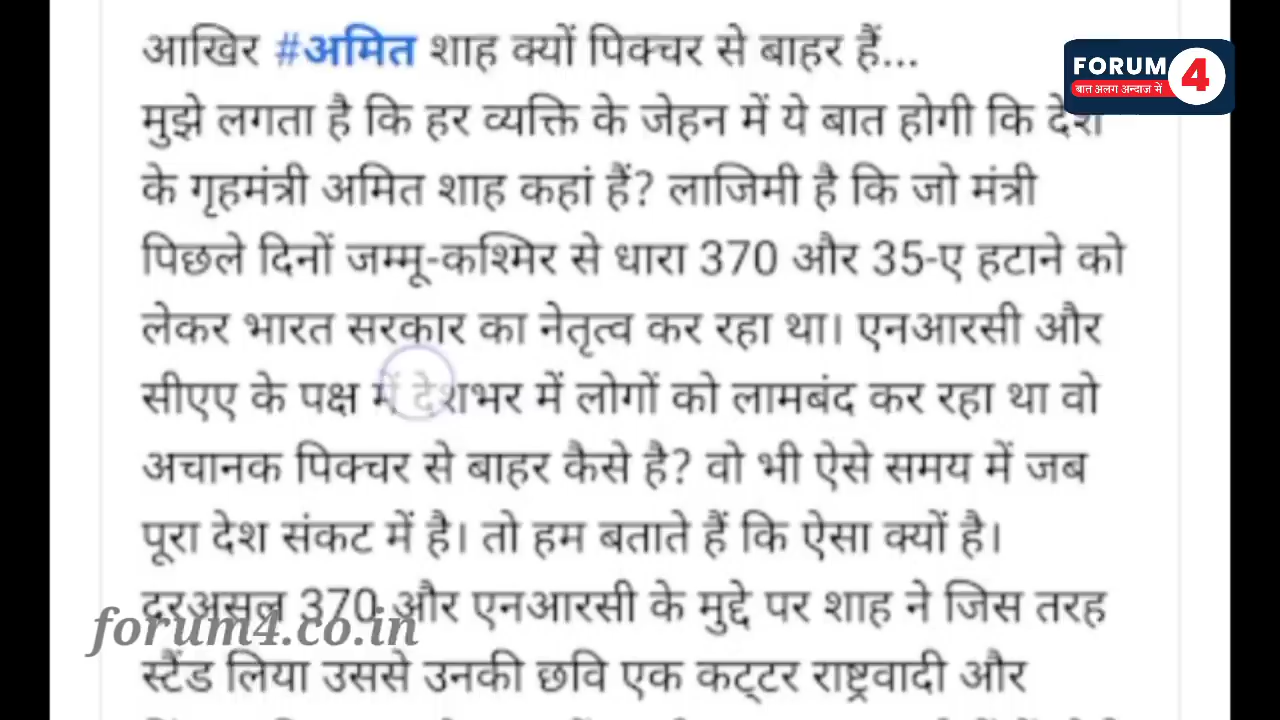 आखिर #अमित शाह क्यों पिक्चर से बाहर हैं...
मुझे लगता है कि हर व्यक्ति के जेहन में ये बात होगी कि देश
के गृहमंत्री अमित शाह कहां हैं? लाजिमी है कि जो मंत्री
पिछले दिनों जम्मू-कश्मिर से धारा 370 और 35-ए हटाने को
लेकर भारत सरकार का नेतृत्व कर रहा था। एनआरसी और
सीएए के पक्ष में देशभर में लोगों को लामबंद कर रहा था वो
अचानक पिक्चर से बाहर कैसे है? वो भी ऐसे समय में जब
पूरा देश संकट में है। तो हम बताते हैं कि ऐसा क्यों है।
दरअसल 370 और एनआरसी के मुद्दे पर शाह ने जिस तरह
स्टैंड लिया उससे उनकी छवि एक कट्टर राष्ट्रवादी और
FORUM 4
बात अलग अन्दाज में
forum4.co.in